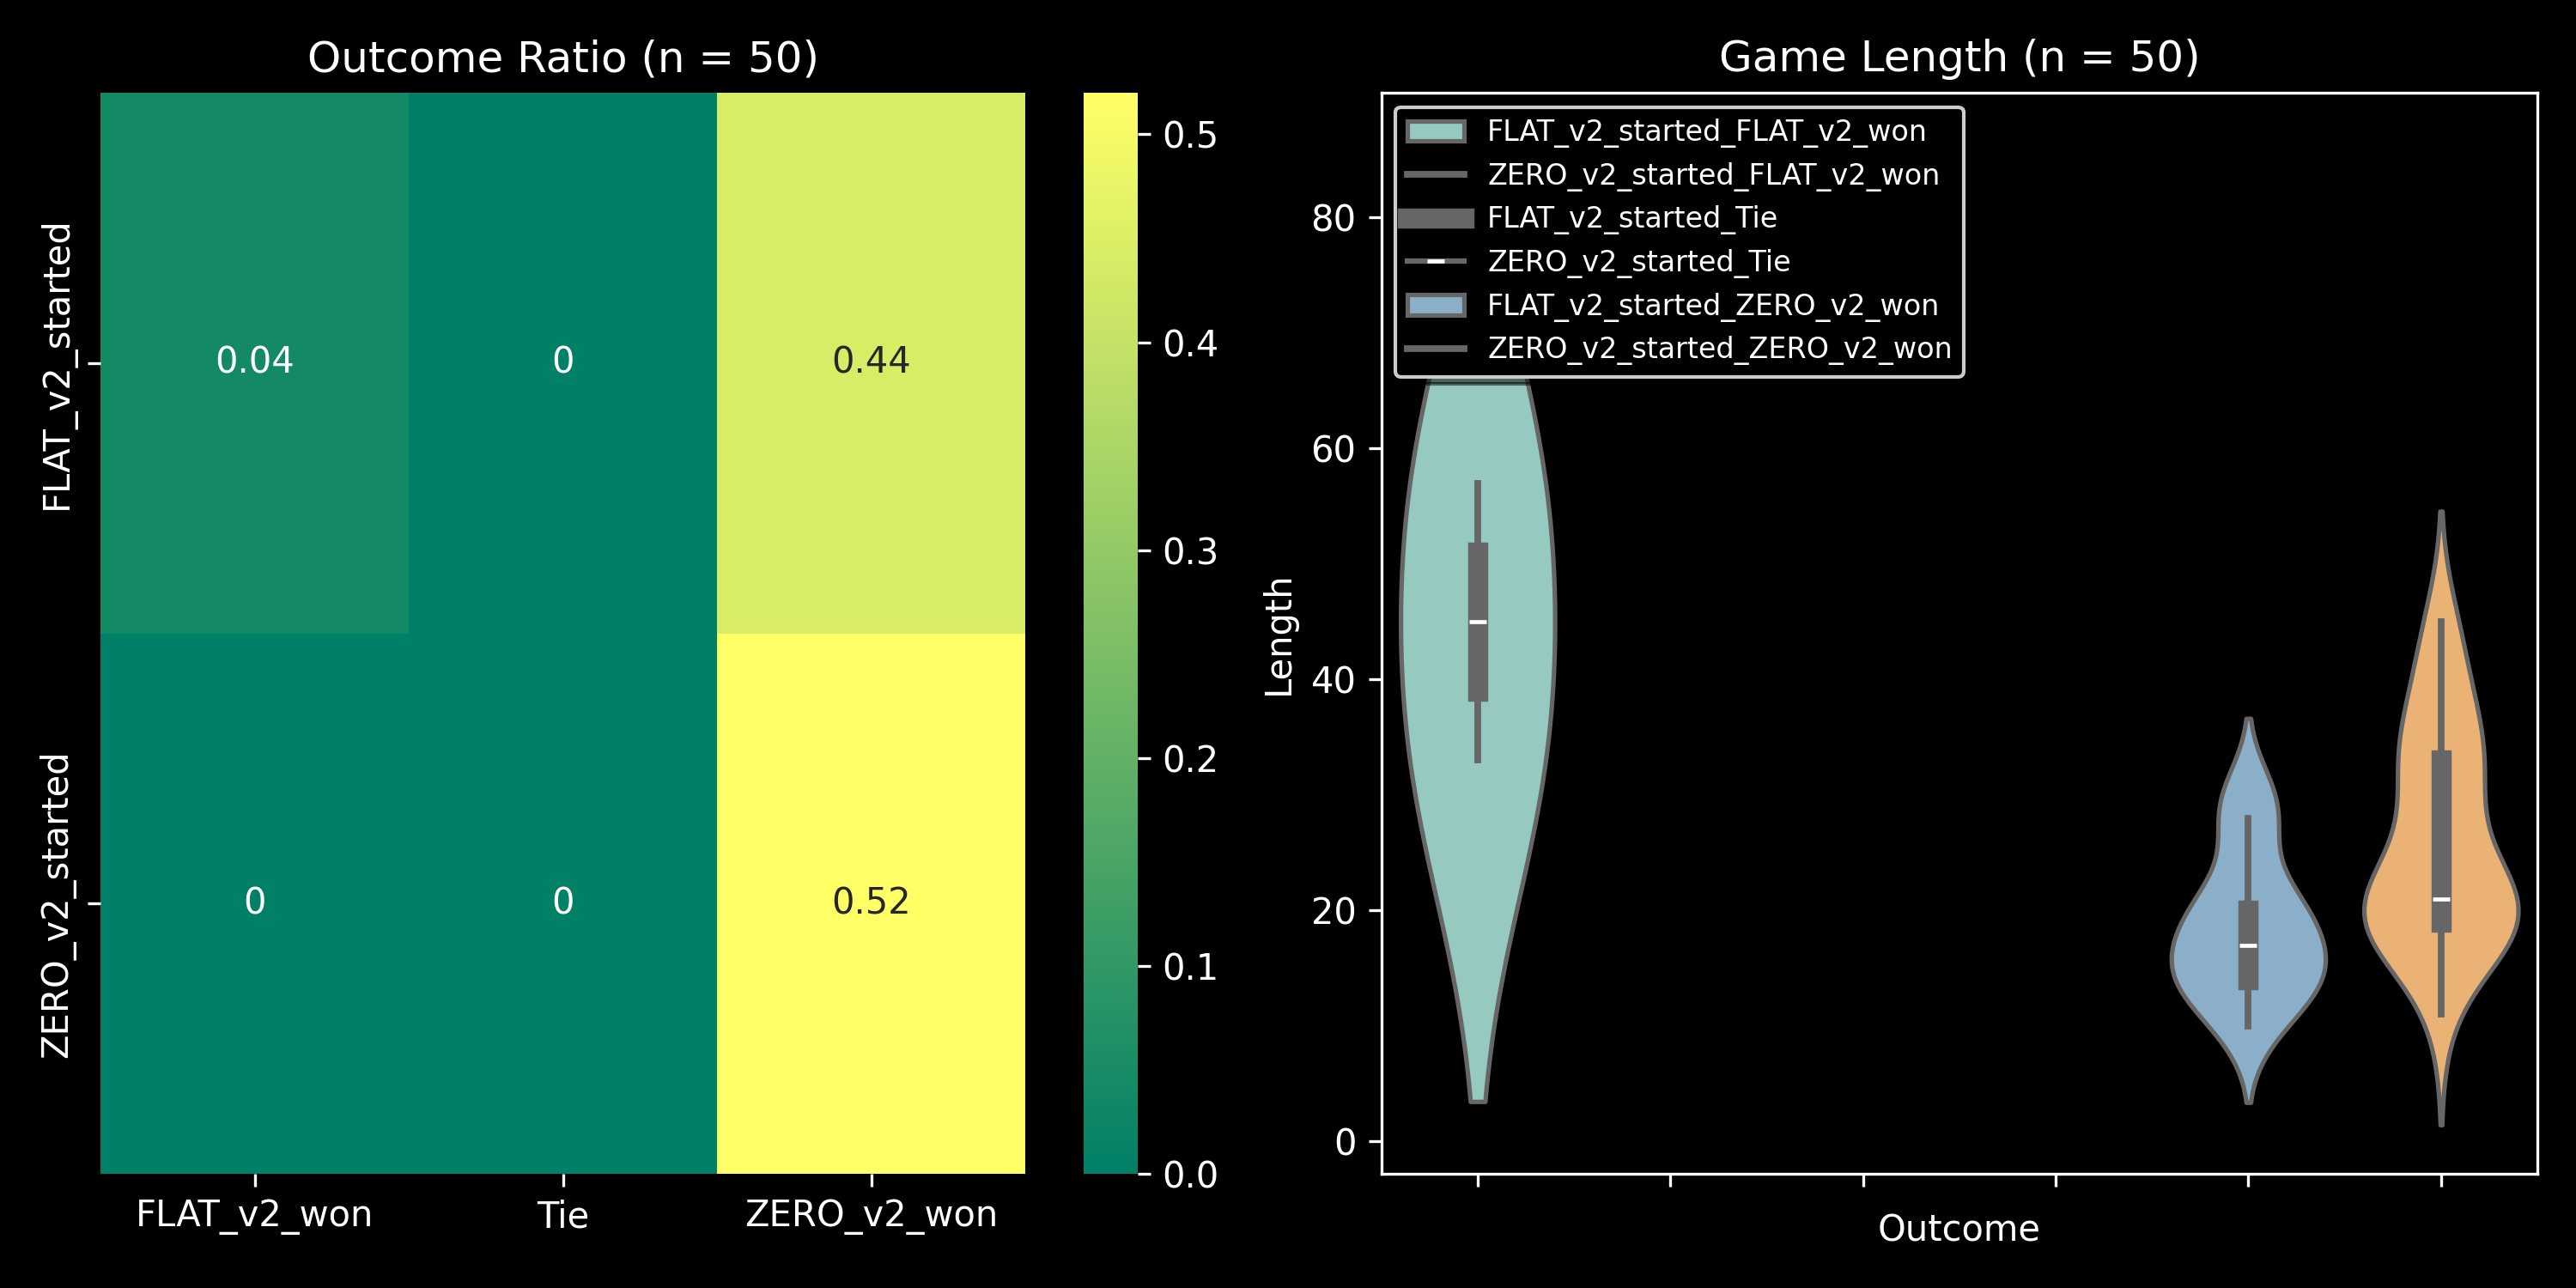 Outcome Ratio (n = 50)
FLAT_v2_started
ZERO_v2_started
0.04
0
0.44
0
0
0.52
FLAT_v2_won
Tie
ZERO_v2_won
0.5
0.4
0.3
0.2
0.1
0.0
Game Length (n = 50)
FLAT_v2_started_FLAT_v2_won
ZERO_v2_started_FLAT_v2_won
FLAT_v2_started_Tie
ZERO_v2_started_Tie
FLAT_v2_started_ZERO_v2_won
ZERO_v2_started_ZERO_v2_won
Length
80
60
40
20
0
Outcome